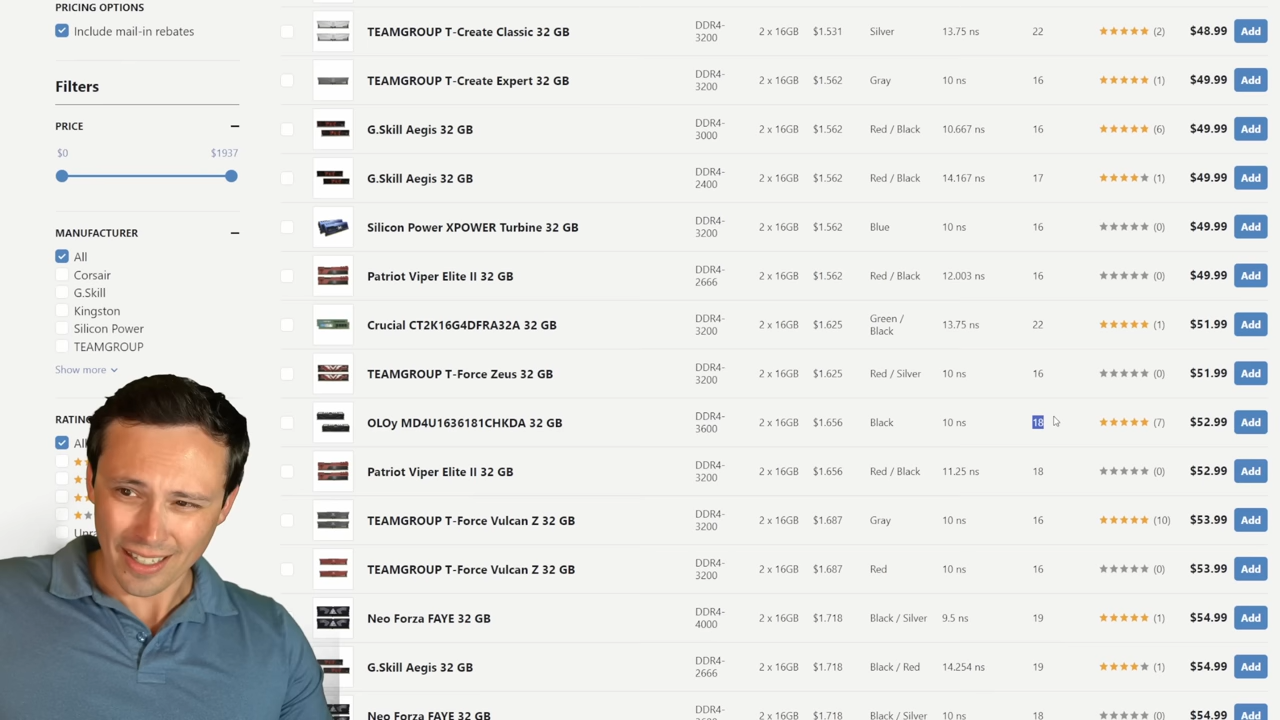 PRICING OPTIONS
Include mail-in rebates
Filters
PRICE
$0 $1937
MANUFACTURER
All
Corsair
G.Skill
Kingston
Silicon Power
TEAMGROUP
Show more
TEAMGROUP T-Create Classic 32 GB DDR4-3200 2 x 16GB $1.531 Silver 13.75 ns 22 (2) $48.99 Add
TEAMGROUP T-Create Expert 32 GB DDR4-3200 2 x 16GB $1.562 Gray 10 ns 16 (1) $49.99 Add
G.Skill Aegis 32 GB DDR4-3000 2 x 16GB $1.562 Red / Black 10.667 ns 16 (6) $49.99 Add
G.Skill Aegis 32 GB DDR4-2400 2 x 16GB $1.562 Red / Black 14.167 ns 17 (1) $49.99 Add
Silicon Power XPOWER Turbine 32 GB DDR4-3200 2 x 16GB $1.562 Blue 10 ns 16 (0) $49.99 Add
Patriot Viper Elite II 32 GB DDR4-2666 2 x 16GB $1.562 Red / Black 12.003 ns 16 (0) $49.99 Add
Crucial CT2K16G4DFRA32A 32 GB DDR4-3200 2 x 16GB $1.625 Green / Black 13.75 ns 22 (1) $51.99 Add
TEAMGROUP T-Force Zeus 32 GB DDR4-3200 2 x 16GB $1.625 Red / Silver 10 ns 16 (0) $51.99 Add
OLOy MD4U1636181CHKDA 32 GB DDR4-3600 2 x 16GB $1.656 Black 10 ns 18 (7) $52.99 Add
Patriot Viper Elite II 32 GB DDR4-3200 2 x 16GB $1.656 Red / Black 11.25 ns 18 (0) $52.99 Add
TEAMGROUP T-Force Vulcan Z 32 GB DDR4-3200 2 x 16GB $1.687 Gray 10 ns 16 (10) $53.99 Add
TEAMGROUP T-Force Vulcan Z 32 GB DDR4-3200 2 x 16GB $1.687 Red 10 ns 16 (0) $53.99 Add
Neo Forza FAYE 32 GB DDR4-4000 2 x 16GB $1.718 Black / Silver 9.5 ns 19 (1) $54.99 Add
G.Skill Aegis 32 GB DDR4-2666 2 x 16GB $1.718 Black / Red 14.254 ns 19 (1) $54.99 Add
Neo Forza FAYE 32 GB 2 x 16GB $1.718 Black / Silver 10 ns 18 (0) $54.99 Add